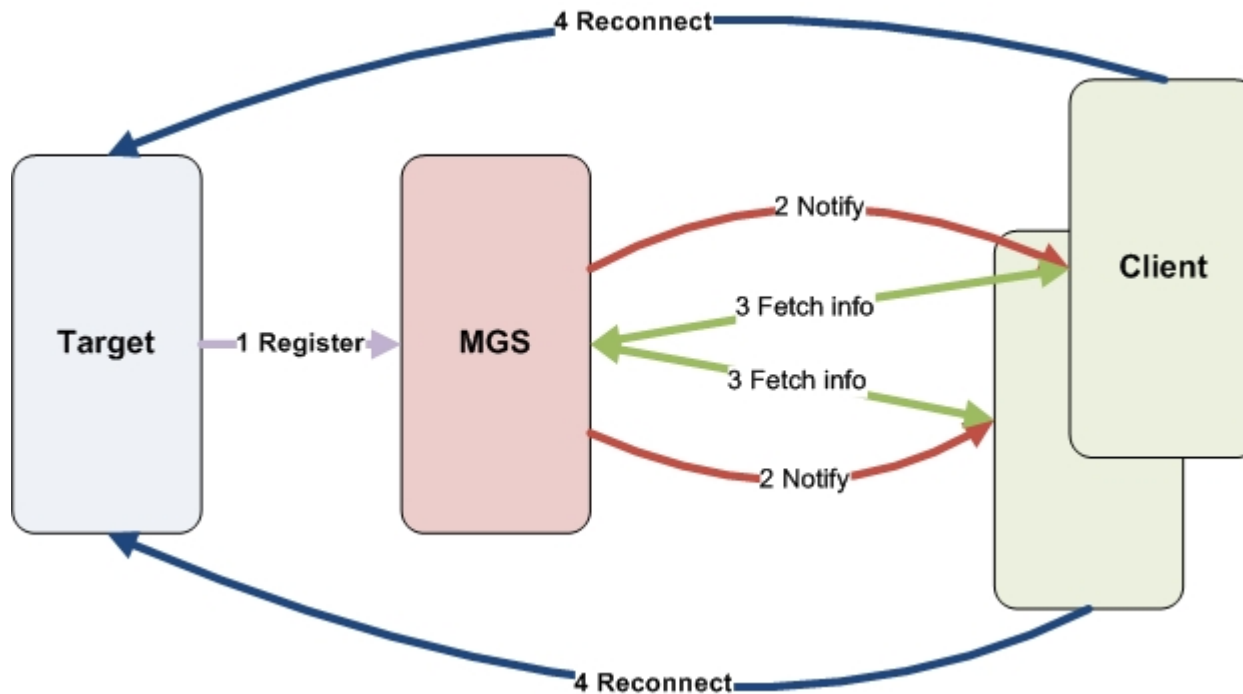 4 Reconnect
2 Notify
Client
3 Fetch info
Target
1 Register
MGS
3 Fetch info
2 Notify
4 Reconnect